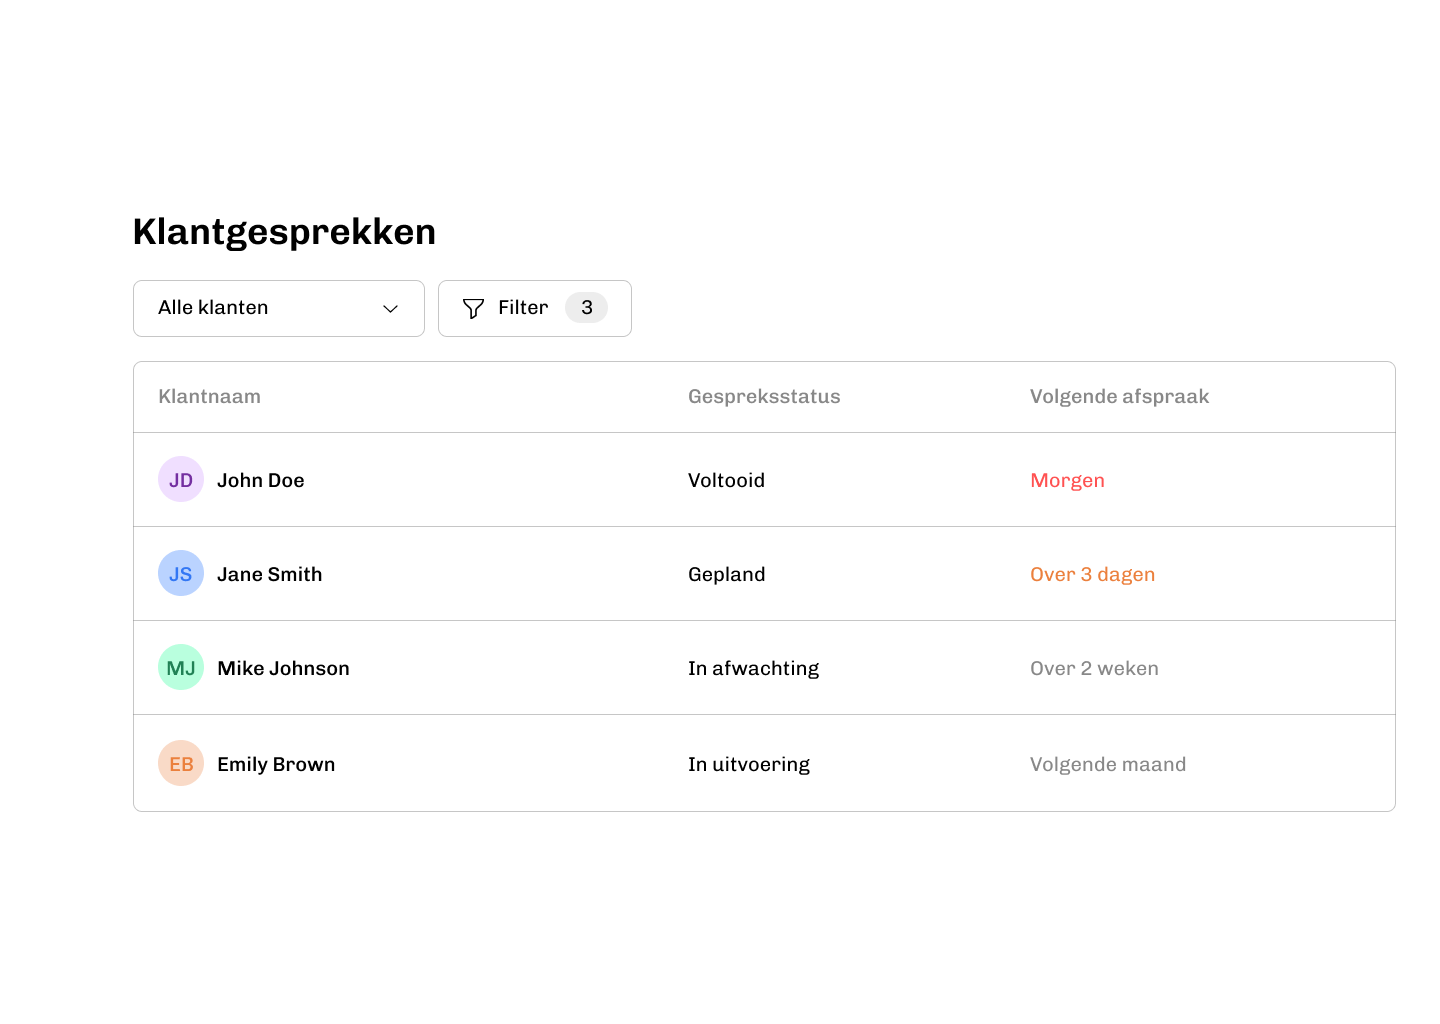 Klantgesprekken
Alle klanten
Filter 3
Klantnaam Gespreksstatus Volgende afspraak
JD John Doe Voltooid Morgen
JS Jane Smith Gepland Over 3 dagen
MJ Mike Johnson In afwachting Over 2 weken
EB Emily Brown In uitvoering Volgende maand